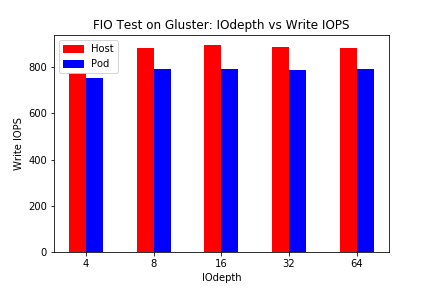 FIO Test on Gluster: IOdepth vs Write IOPS
Host
Pod
Write IOPS
800
600
400
200
0
4 8 16 32 64
IOdepth